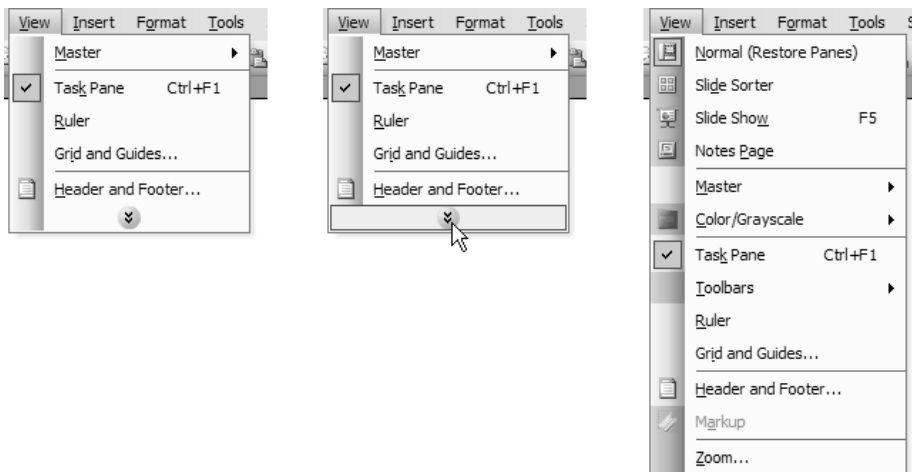 View Insert Format Tools
Master
✓ Task Pane Ctrl+F1
Ruler
Grid and Guides...
Header and Footer...
View Insert Format Tools
Master
✓ Task Pane Ctrl+F1
Ruler
Grid and Guides...
Header and Footer...
View Insert Format Tools
Normal (Restore Panes)
Slide Sorter
Slide Show F5
Notes Page
Master
Color/Grayscale
✓ Task Pane Ctrl+F1
Toolbars
Ruler
Grid and Guides...
Header and Footer...
Markup
Zoom...